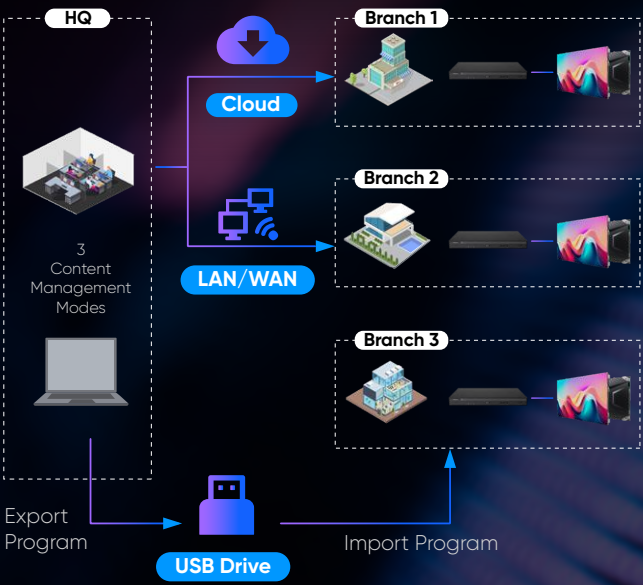 HQ
3
Content
Management
Modes
Cloud
LAN/WAN
Branch 1
Branch 2
Branch 3
Export
Program
USB Drive
Import Program